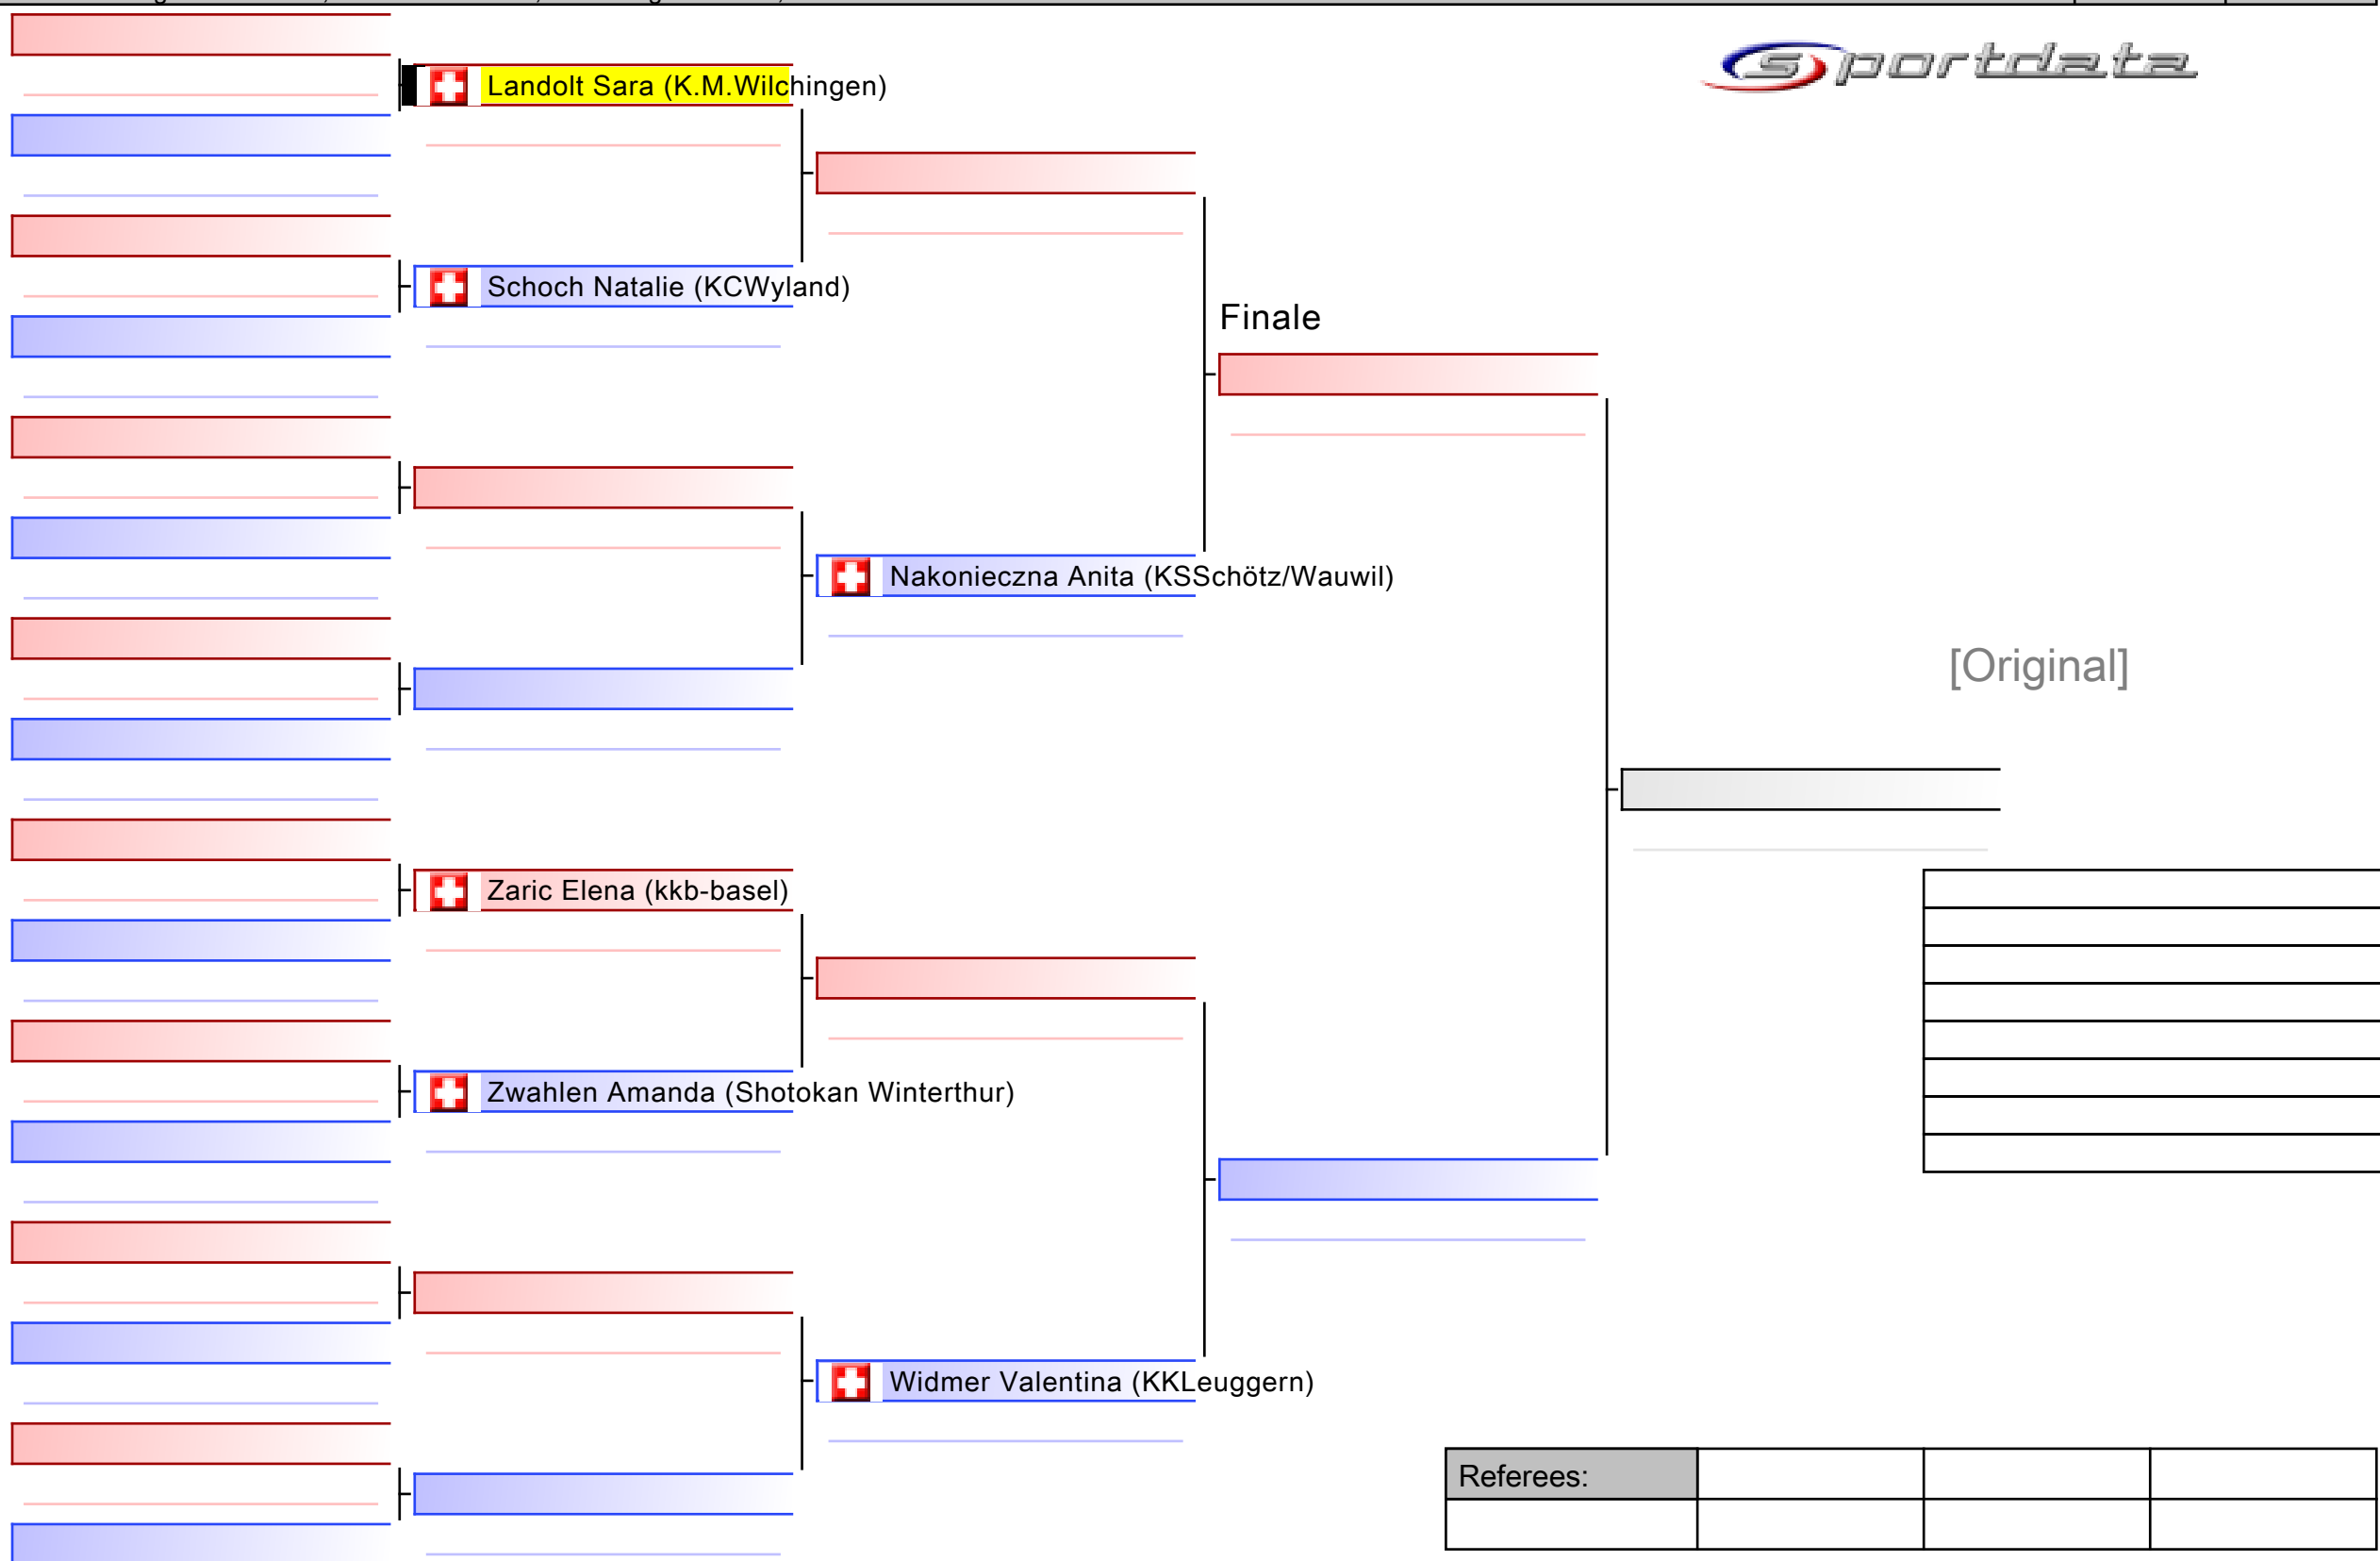 sportdata
Landolt Sara (K.M.Wilchingen)
Schoch Natalie (KCWyland)
Finale
Nakonieczna Anita (KSSchötz/Wauwil)
[Original]
Zaric Elena (kkb-basel)
Zwahlen Amanda (Shotokan Winterthur)
Widmer Valentina (KKLeuggern)
Referees: